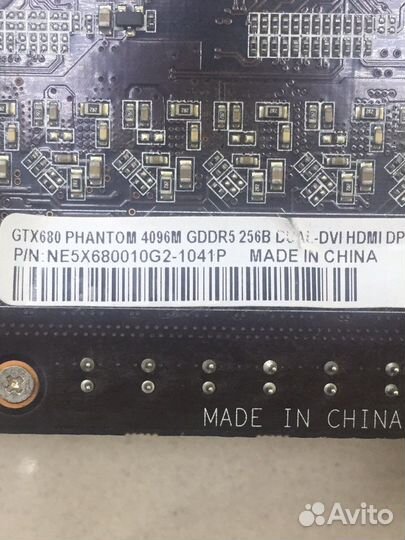 GTX680 PHANTOM 4096M GDDR5 256B DUAL-DVI HDMI DP
P/N:NE5X680010G2-1041P MADE IN CHINA
MADE IN CHINA
Avito